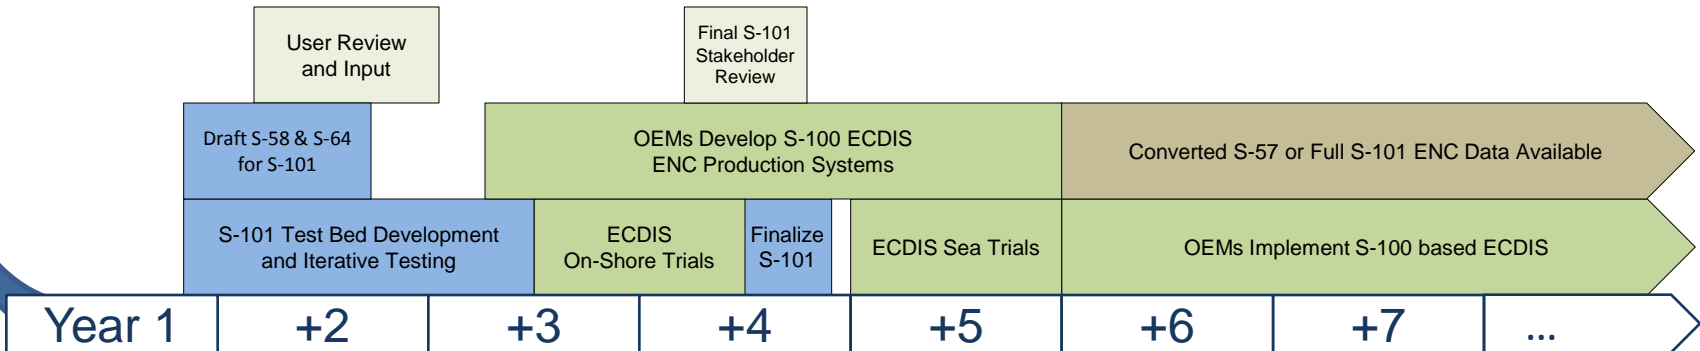 User Review
and Input
Final S-101
Stakeholder
Review
Draft S-58 & S-64
for S-101
OEMs Develop S-100 ECDIS
ENC Production Systems
Converted S-57 or Full S-101 ENC Data Available
S-101 Test Bed Development
and Iterative Testing
ECDIS
On-Shore Trials
Finalize
S-101
ECDIS Sea Trials
OEMs Implement S-100 based ECDIS
Year 1
+2
+3
+4
+5
+6
+7
...